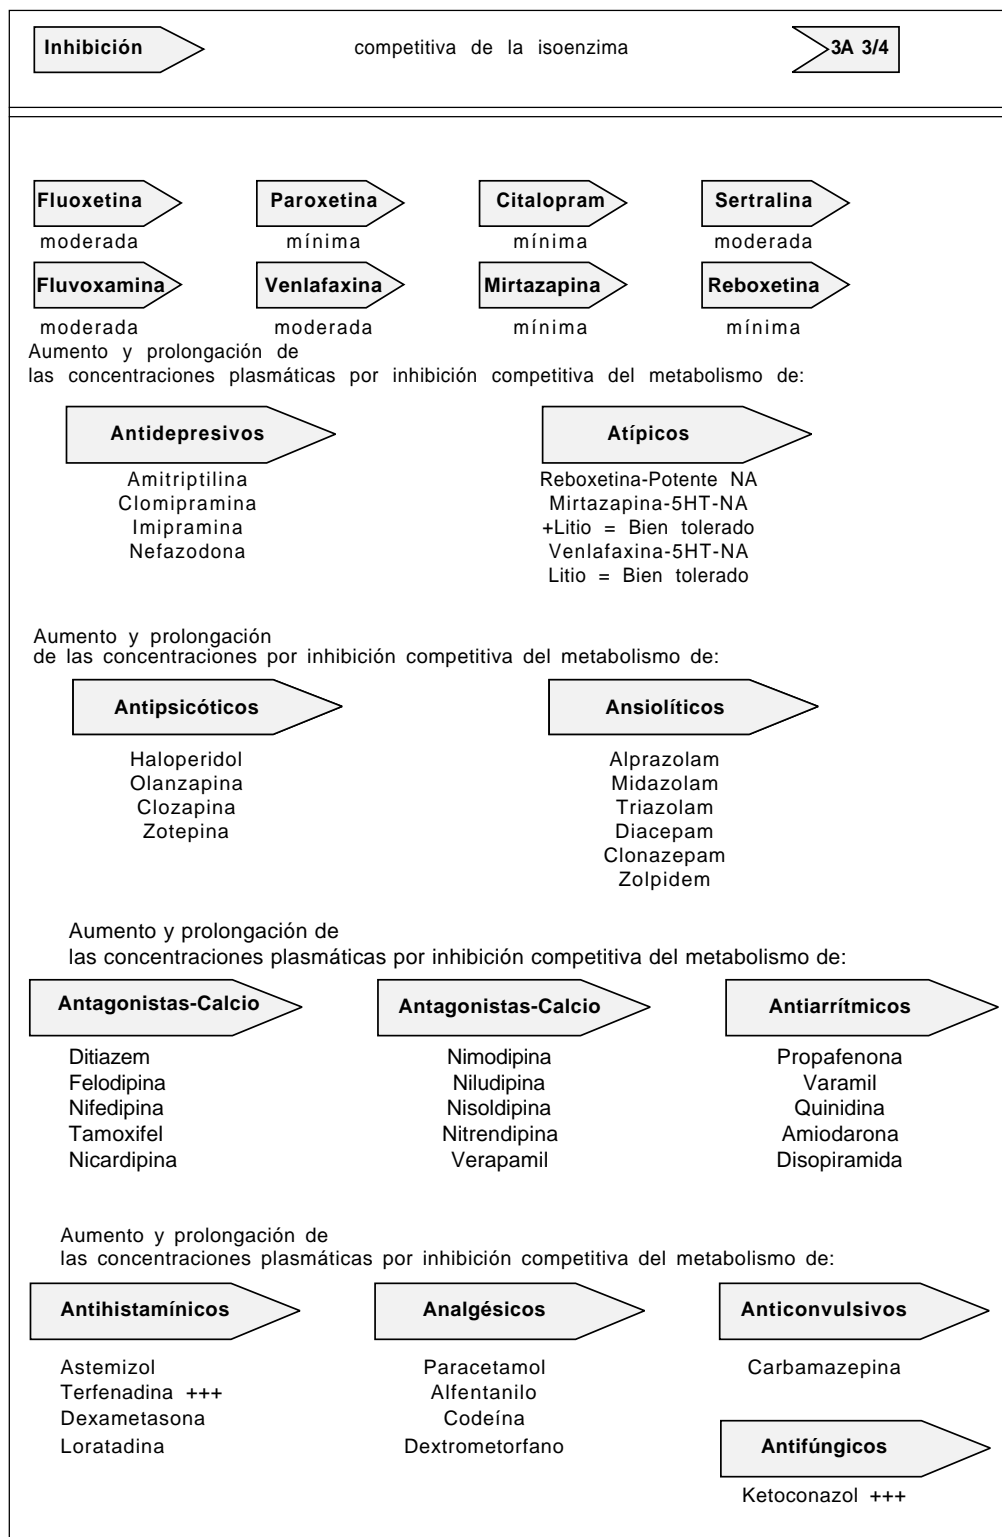 Inhibición competitiva de la isoenzima 3A 3/4
Fluoxetina Paroxetina Citalopram Sertralina
moderada mínima mínima moderada
Fluvoxamina Venlafaxina Mirtazapina Reboxetina
moderada moderada mínima mínima
Aumento y prolongación de
las concentraciones plasmáticas por inhibición competitiva del metabolismo de:
Antidepresivos
Amitriptilina
Clomipramina
Imipramina
Nefazodona
Atípicos
Reboxetina-Potente NA
Mirtazapina-5HT-NA
+Litio = Bien tolerado
Venlafaxina-5HT-NA
Litio = Bien tolerado
Aumento y prolongación
de las concentraciones por inhibición competitiva del metabolismo de:
Antipsicóticos
Haloperidol
Olanzapina
Clozapina
Zotepina
Ansiolíticos
Alprazolam
Midazolam
Triazolam
Diacepam
Clonazepam
Zolpidem
Aumento y prolongación de
las concentraciones plasmáticas por inhibición competitiva del metabolismo de:
Antagonistas-Calcio
Ditiazem
Felodipina
Nifedipina
Tamoxifel
Nicardipina
Antagonistas-Calcio
Nimodipina
Niludipina
Nisoldipina
Nitrendipina
Verapamil
Antiarrítmicos
Propafenona
Varamil
Quinidina
Amiodarona
Disopiramida
Aumento y prolongación de
las concentraciones plasmáticas por inhibición competitiva del metabolismo de:
Antihistamínicos
Astemizol
Terfenadina +++
Dexametasona
Loratadina
Analgésicos
Paracetamol
Alfentanilo
Codeína
Dextrometorfano
Anticonvulsivos
Carbamazepina
Antifúngicos
Ketoconazol +++